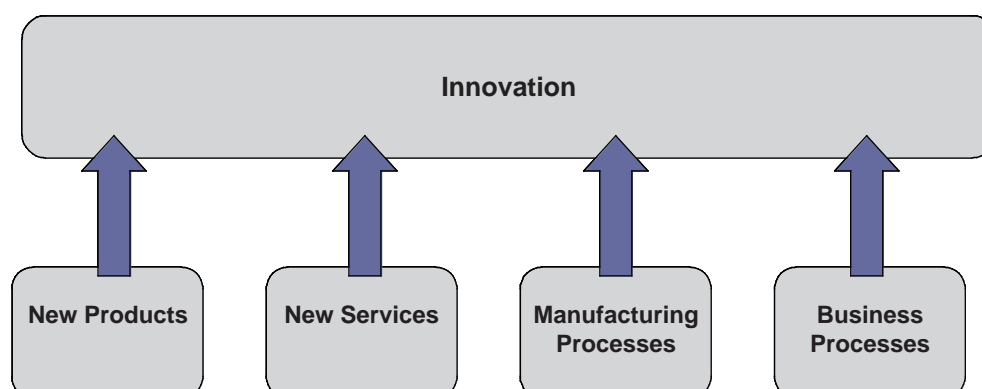 Innovation
New Products
New Services
Manufacturing
Processes
Business
Processes